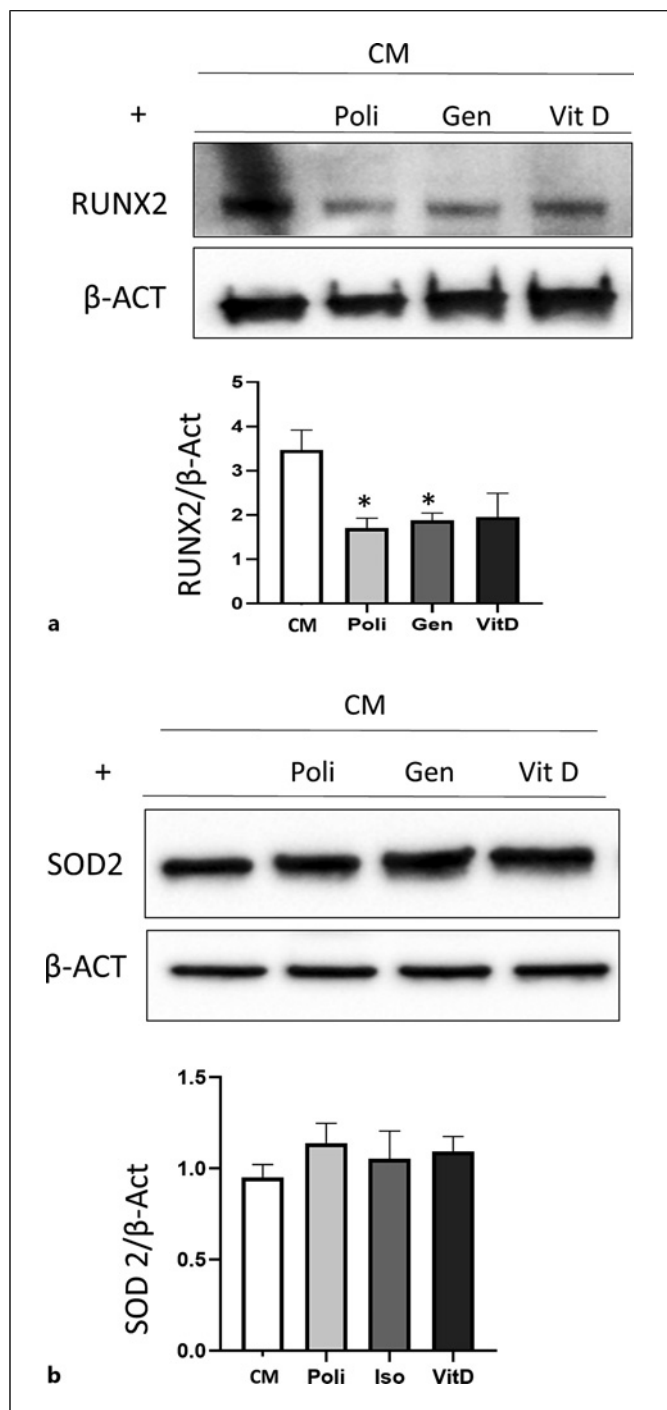 CM
+ Poli Gen Vit D
RUNX2
β-ACT
RUNX2/β-Act
5
4
3
2
1
0
* *
CM Poli Gen VitD
a
CM
+ Poli Gen Vit D
SOD2
β-ACT
SOD 2/β-Act
1.5
1.0
0.5
0.0
CM Poli Iso VitD
b